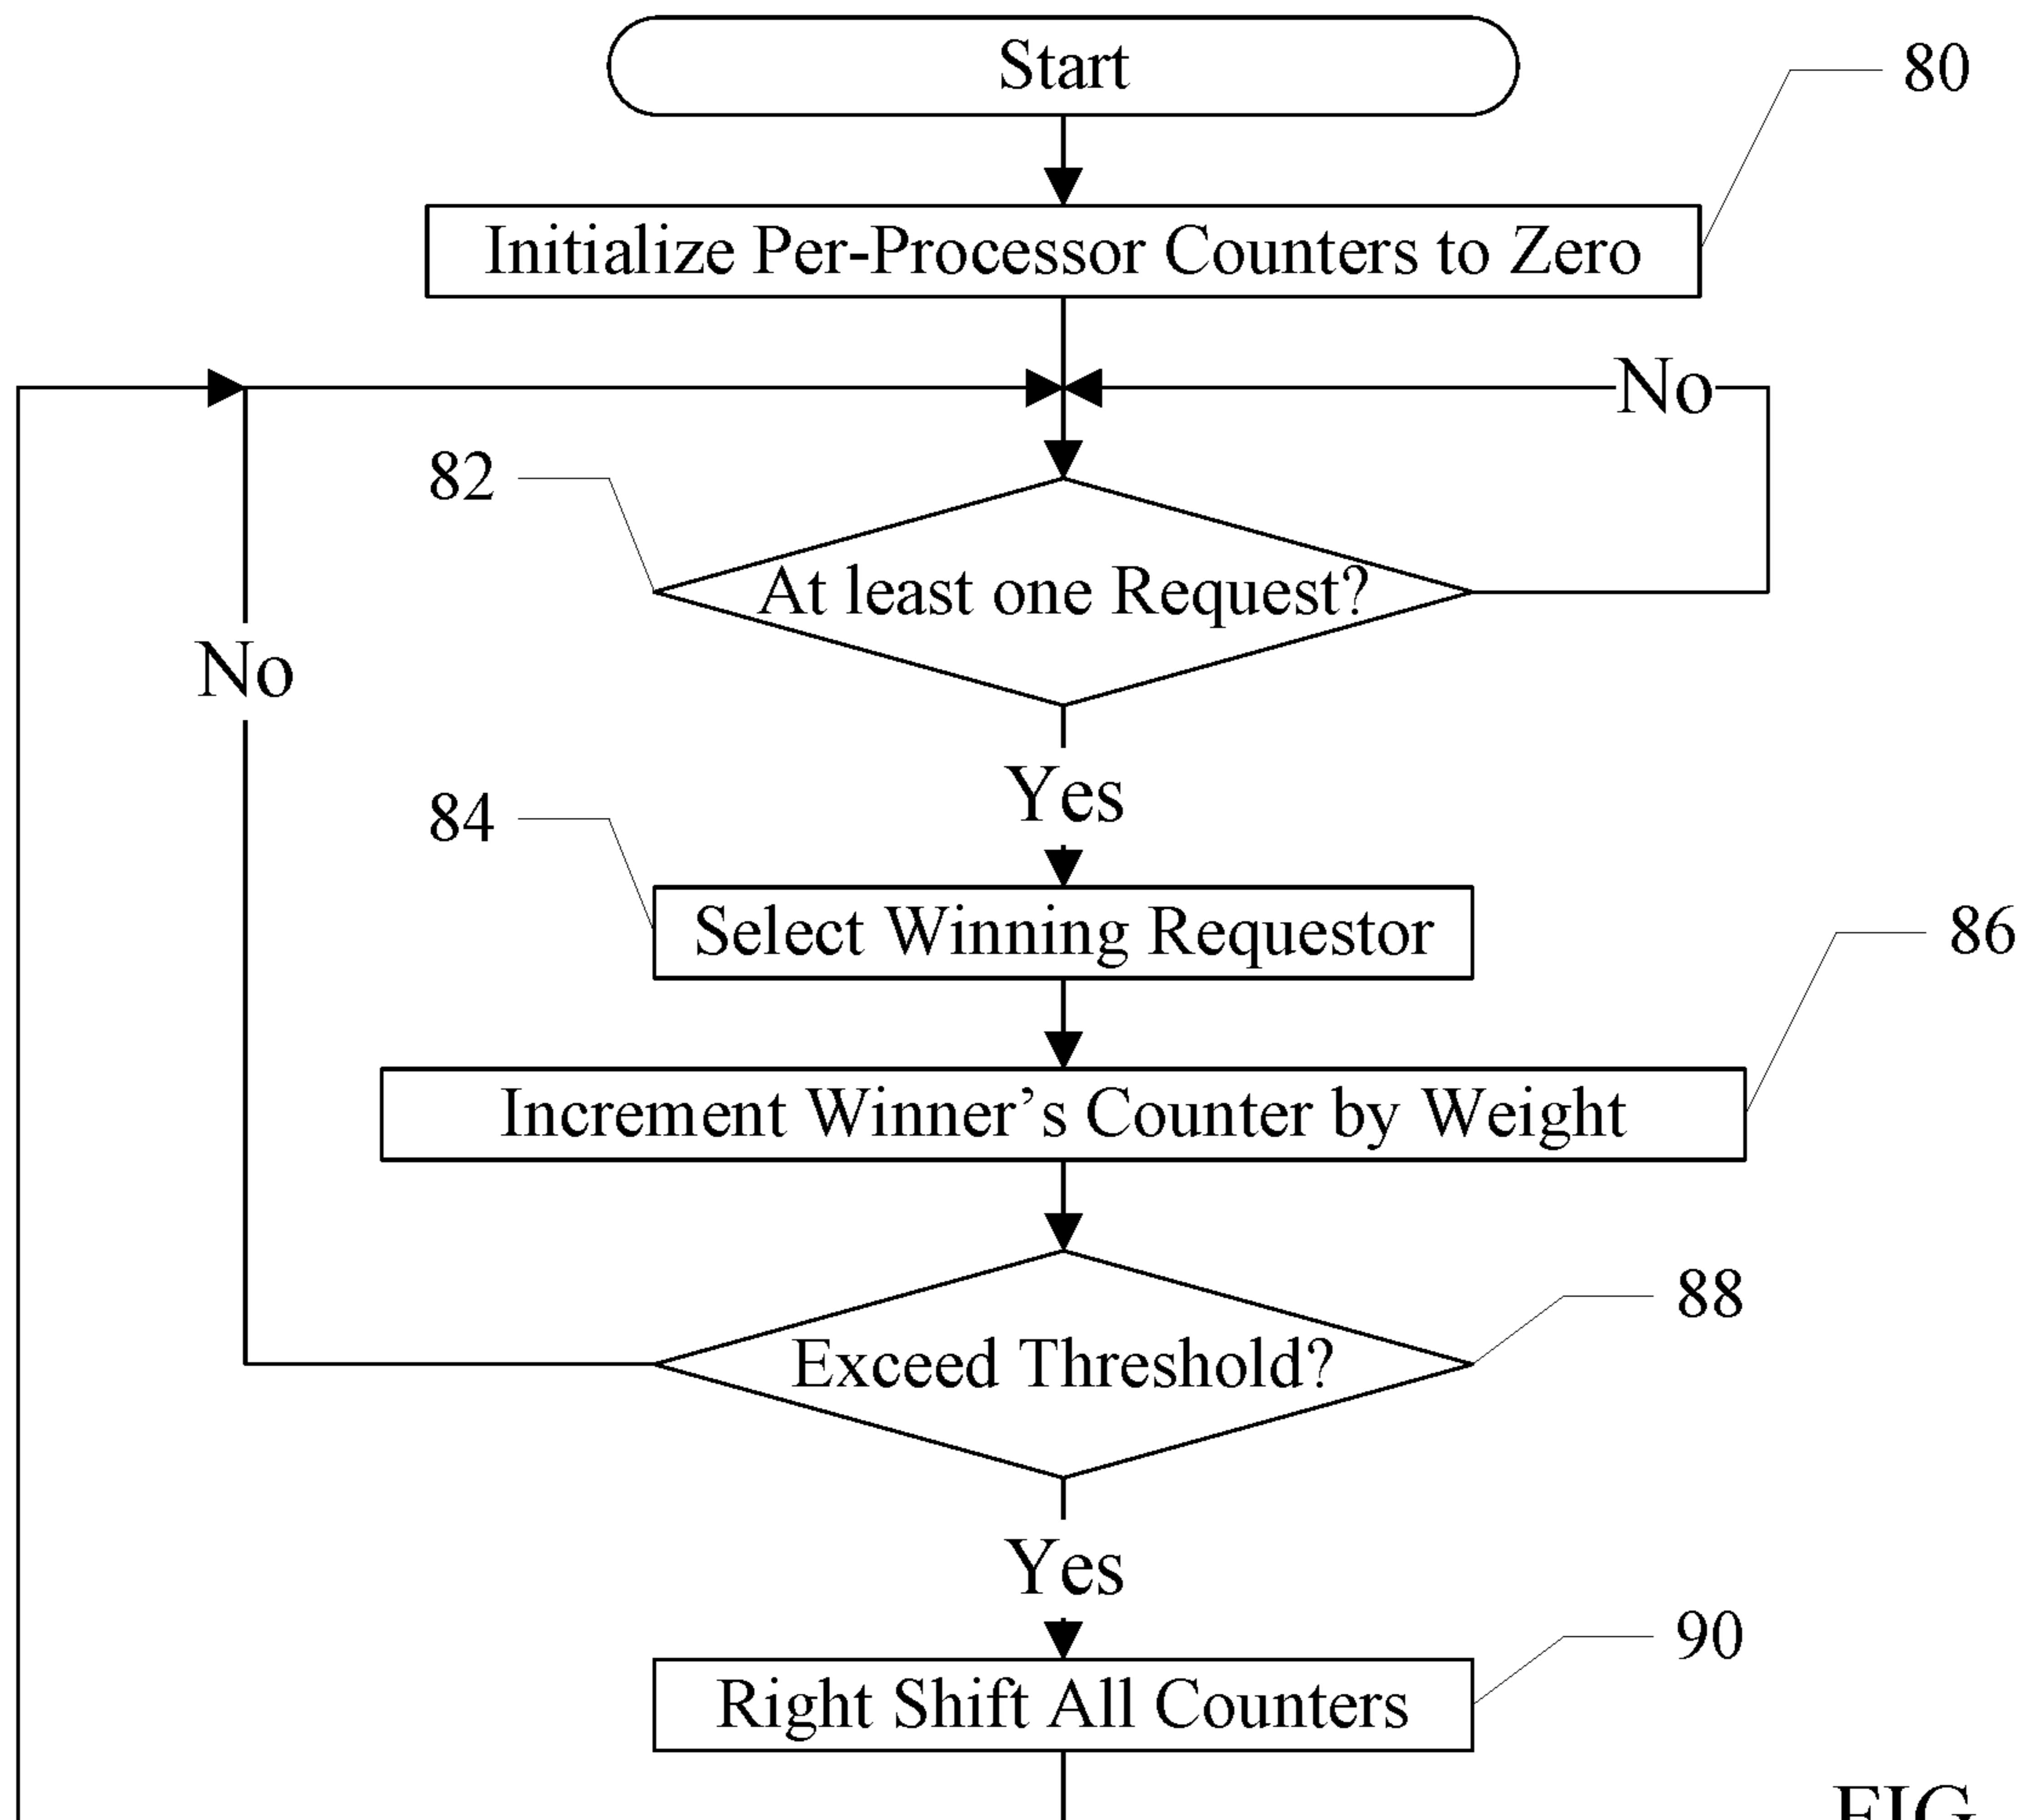 Start
80
Initialize Per-Processor Counters to Zero
No
82
At least one Request?
No
Yes
84
Select Winning Requestor
86
Increment Winner’s Counter by Weight
88
Exceed Threshold?
Yes
90
Right Shift All Counters
FIG